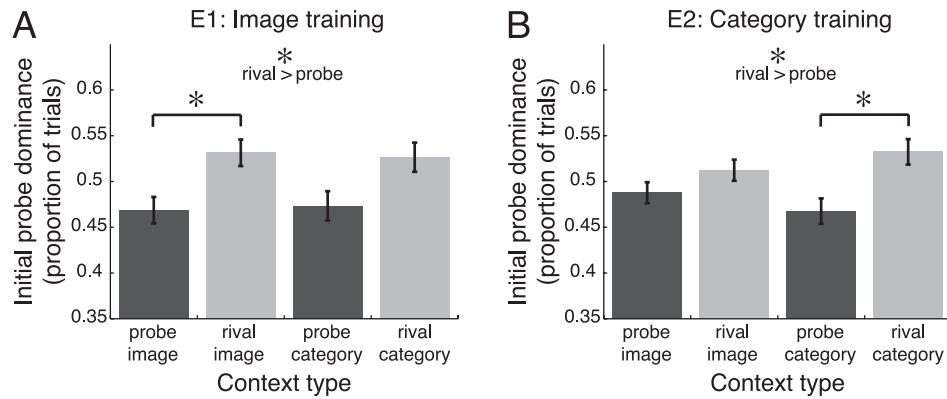 A
E1: Image training
*
rival > probe
*
Initial probe dominance
(proportion of trials)
0.6
0.55
0.5
0.45
0.4
0.35
probe
image
rival
image
probe
category
rival
category
Context type
B
E2: Category training
*
rival > probe
*
Initial probe dominance
(proportion of trials)
0.6
0.55
0.5
0.45
0.4
0.35
probe
image
rival
image
probe
category
rival
category
Context type